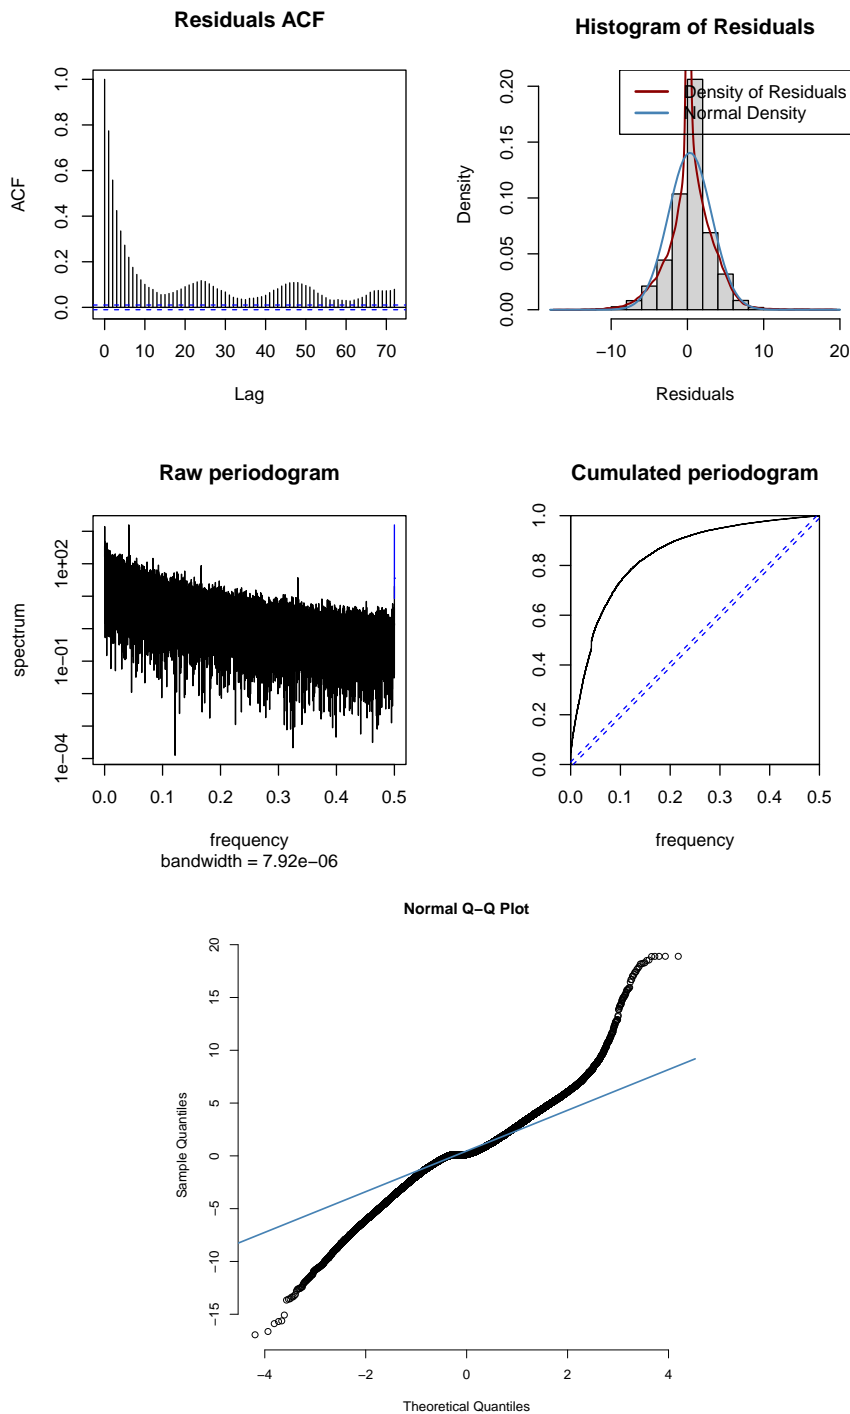 Residuals ACF
ACF
0.0 0.2 0.4 0.6 0.8 1.0
0 10 20 30 40 50 60 70
Lag
Histogram of Residuals
Density of Residuals
Normal Density
Density
0.00 0.05 0.10 0.15 0.20
−10 0 10 20
Residuals
Raw periodogram
spectrum
1e−04 1e−01 1e+02
0.0 0.1 0.2 0.3 0.4 0.5
frequency
bandwidth = 7.92e−06
Cumulated periodogram
0.0 0.2 0.4 0.6 0.8 1.0
0.0 0.1 0.2 0.3 0.4 0.5
frequency
Normal Q−Q Plot
Sample Quantiles
−15 −10 −5 0 5 10 15 20
−4 −2 0 2 4
Theoretical Quantiles